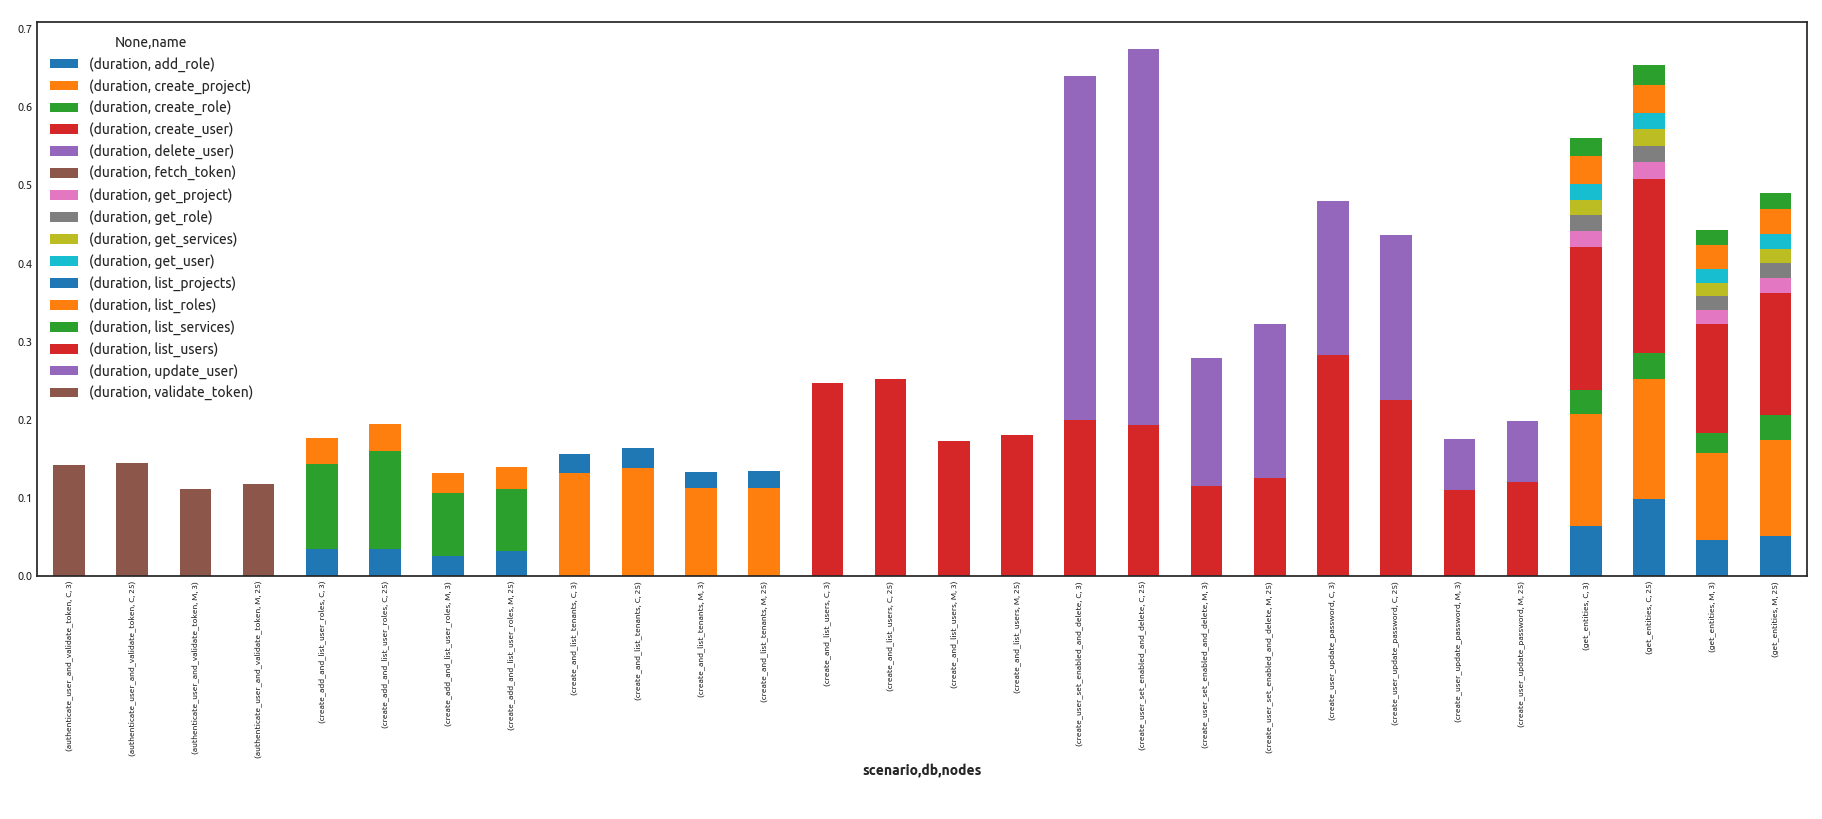 0.7
0.6
0.5
0.4
0.3
0.2
0.1
0.0
None,name
(duration, add_role)
(duration, create_project)
(duration, create_role)
(duration, create_user)
(duration, delete_user)
(duration, fetch_token)
(duration, get_project)
(duration, get_role)
(duration, get_services)
(duration, get_user)
(duration, list_projects)
(duration, list_roles)
(duration, list_services)
(duration, list_users)
(duration, update_user)
(duration, validate_token)
(authenticate_user_and_validate_token, C, 3)
(authenticate_user_and_validate_token, C, 25)
(authenticate_user_and_validate_token, M, 3)
(authenticate_user_and_validate_token, M, 25)
(create_add_and_list_user_roles, C, 3)
(create_add_and_list_user_roles, C, 25)
(create_add_and_list_user_roles, M, 3)
(create_add_and_list_user_roles, M, 25)
(create_and_list_tenants, C, 3)
(create_and_list_tenants, C, 25)
(create_and_list_tenants, M, 3)
(create_and_list_tenants, M, 25)
(create_and_list_users, C, 3)
(create_and_list_users, C, 25)
(create_and_list_users, M, 3)
(create_and_list_users, M, 25)
(create_user_set_enabled_and_delete, C, 3)
(create_user_set_enabled_and_delete, C, 25)
(create_user_set_enabled_and_delete, M, 3)
(create_user_set_enabled_and_delete, M, 25)
(create_user_update_password, C, 3)
(create_user_update_password, C, 25)
(create_user_update_password, M, 3)
(create_user_update_password, M, 25)
(get_entities, C, 3)
(get_entities, C, 25)
(get_entities, M, 3)
(get_entities, M, 25)
scenario,db,nodes